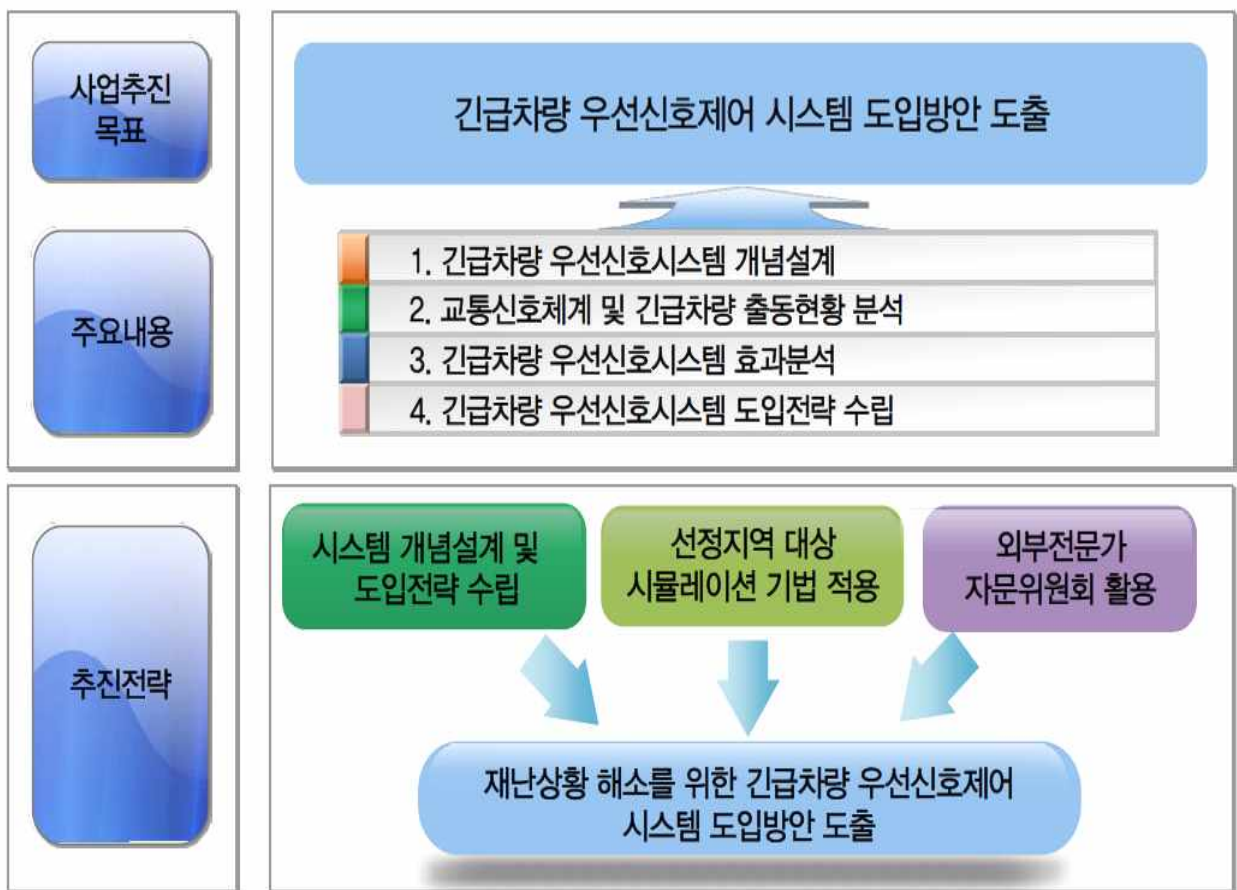 사업추진
목표
긴급차량 우선신호제어 시스템 도입방안 도출
주요내용
1. 긴급차량 우선신호시스템 개념설계
2. 교통신호체계 및 긴급차량 출동현황 분석
3. 긴급차량 우선신호시스템 효과분석
4. 긴급차량 우선신호시스템 도입전략 수립
추진전략
시스템 개념설계 및
도입전략 수립
선정지역 대상
시뮬레이션 기법 적용
외부전문가
자문위원회 활용
재난상황 해소를 위한 긴급차량 우선신호제어
시스템 도입방안 도출